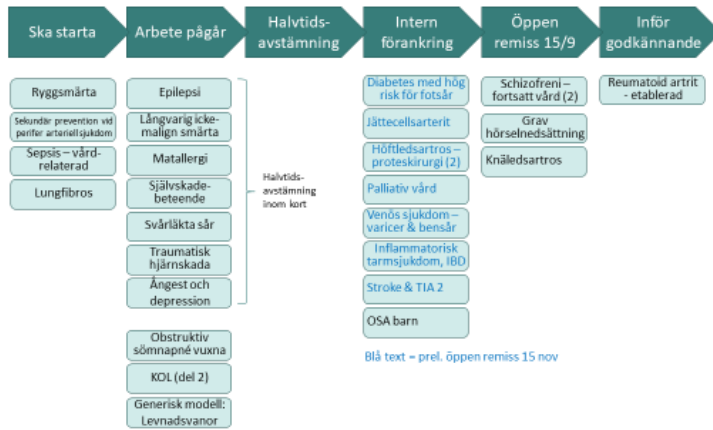 Ska starta
Arbete pågår
Halvtids-
avstämning
Intern
förankring
Öppen
remiss 15/9
Inför
godkännande
Ryggsmärta
Sekundär prevention vid
perifer arteriell sjukdom
Sepsis – vård-
relaterad
Lungfibros
Epilepsi
Långvarig icke-
malign smärta
Matallergi
Självskade-
beteende
Svårläkta sår
Traumatisk
hjärnskada
Ångest och
depression
Obstruktiv
sömnapné vuxna
KOL (del 2)
Generisk modell:
Levnadsvanor
Halvtids-
avstämning
inom kort
Diabetes med hög
risk för fotsår
Jättecellsarterit
Höftledsartros –
proteskirurgi (2)
Palliativ vård
Venös sjukdom –
varicer & bensår
Inflammatorisk
tarmsjukdom, IBD
Stroke & TIA 2
OSA barn
Blå text = prel. öppen remiss 15 nov
Schizofreni –
fortsatt vård (2)
Grav
hörselnedsättning
Knäledsartros
Reumatoid artrit
- etablerad